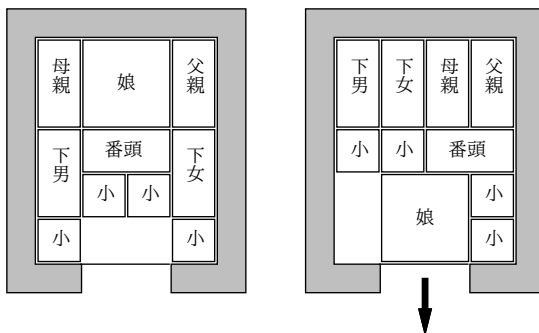 母親 娘 父親
下男 番頭 下女
小 小
小 小
下男 下女 母親 父親
小 小 番頭
娘 小
小